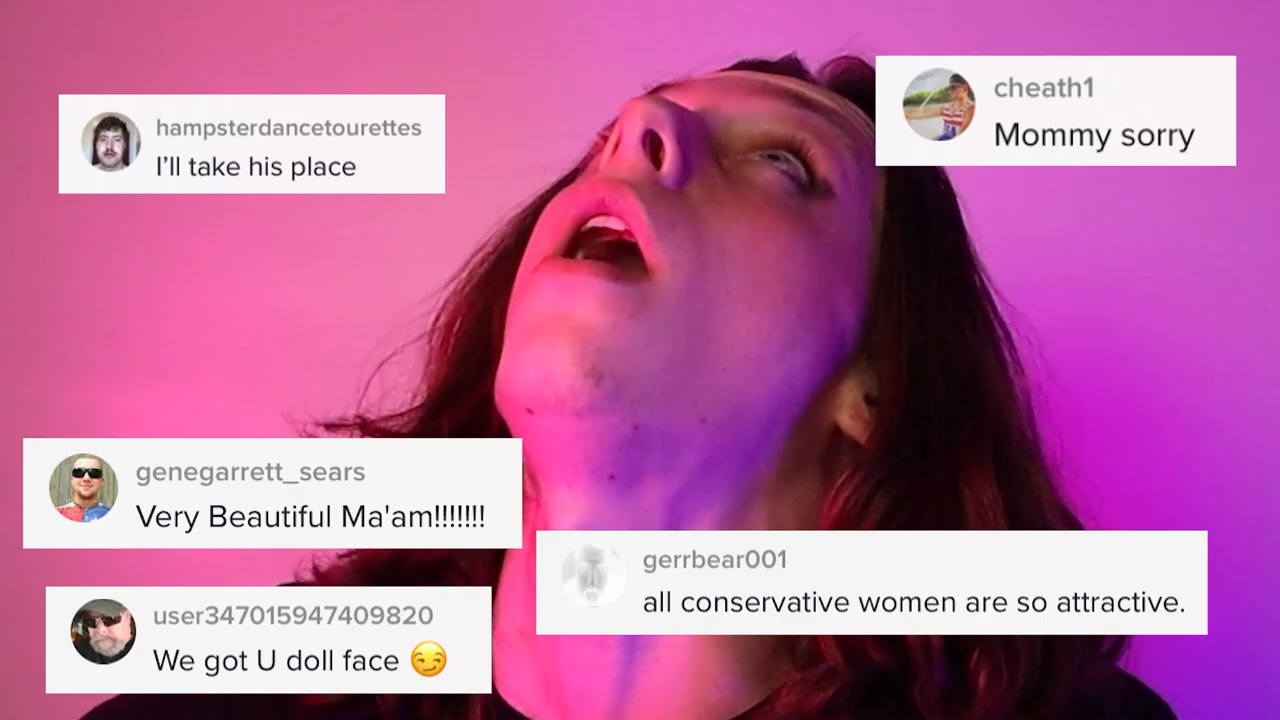 hampsterdancetourettes
I'll take his place
cheath1
Mommy sorry
genegarrett_sears
Very Beautiful Ma'am!!!!!!!
gerrbear001
all conservative women are so attractive.
user347015947409820
We got U doll face 😏